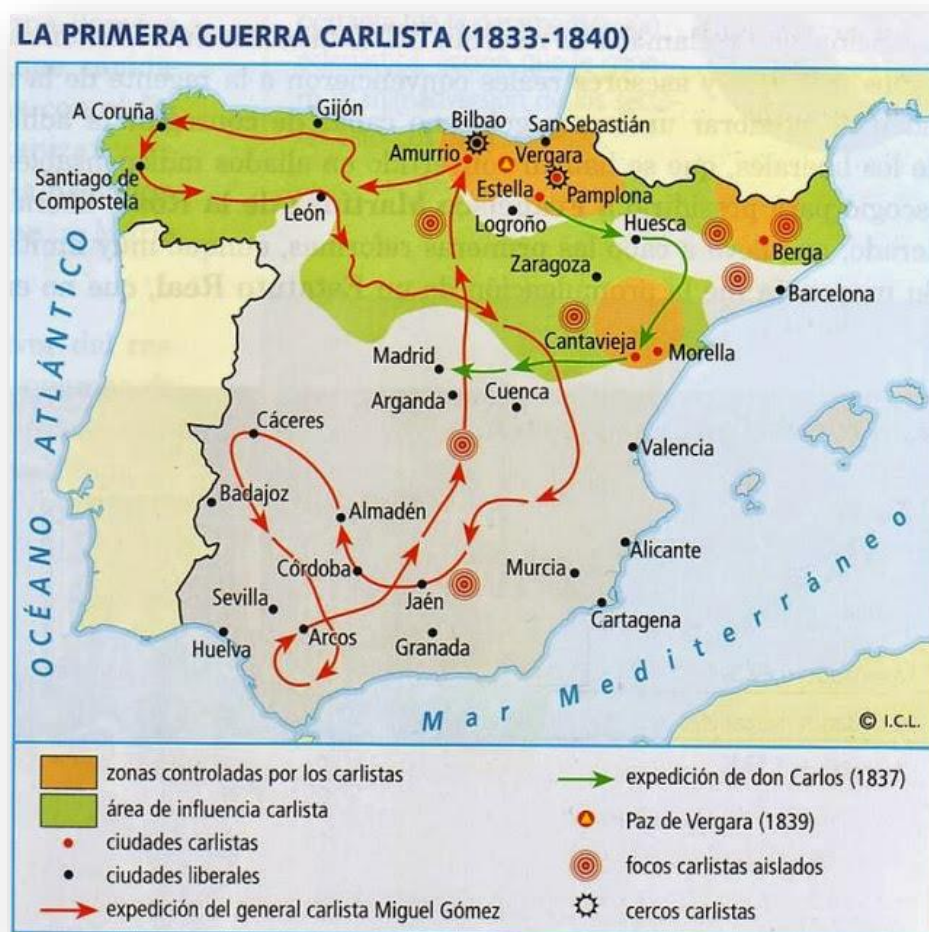 LA PRIMERA GUERRA CARLISTA (1833-1840)
A Coruña
Gijón
Bilbao
San Sebastián
Amurrio
Vergara
Santiago de
Compostela
León
Estella
Pamplona
Logroño
Huesca
Berga
Zaragoza
Barcelona
Cantavieja
Morella
Madrid
Arganda
Cuenca
Cáceres
Valencia
Badajoz
Almadén
Alicante
Córdoba
Murcia
Sevilla
Jaén
Cartagena
Huelva
Arcos
Granada
OCÉANO ATLÁNTICO
Mar Mediterráneo
© I.C.L.
zonas controladas por los carlistas
área de influencia carlista
ciudades carlistas
ciudades liberales
expedición del general carlista Miguel Gómez
expedición de don Carlos (1837)
Paz de Vergara (1839)
focos carlistas aislados
cercos carlistas